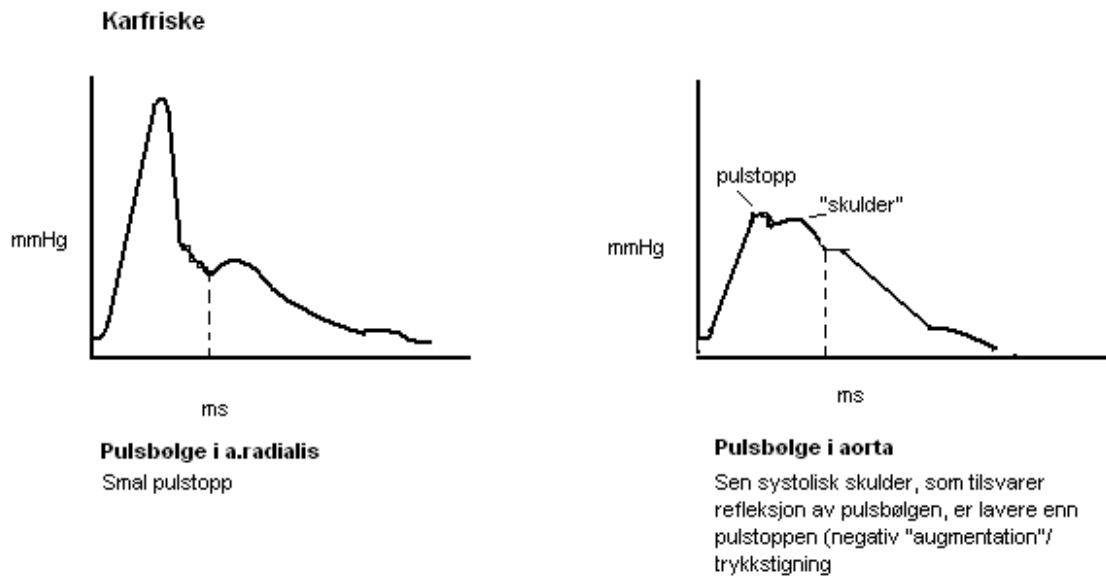 Karfriske
mmHg
ms
Pulsbølge i a.radialis
Smal pulstopp
pulstopp
"skulder"
mmHg
ms
Pulsbølge i aorta
Sen systolisk skulder, som tilsvarer
refleksjon av pulsbølgen, er lavere enn
pulstoppen (negativ "augmentation"/
trykkstigning